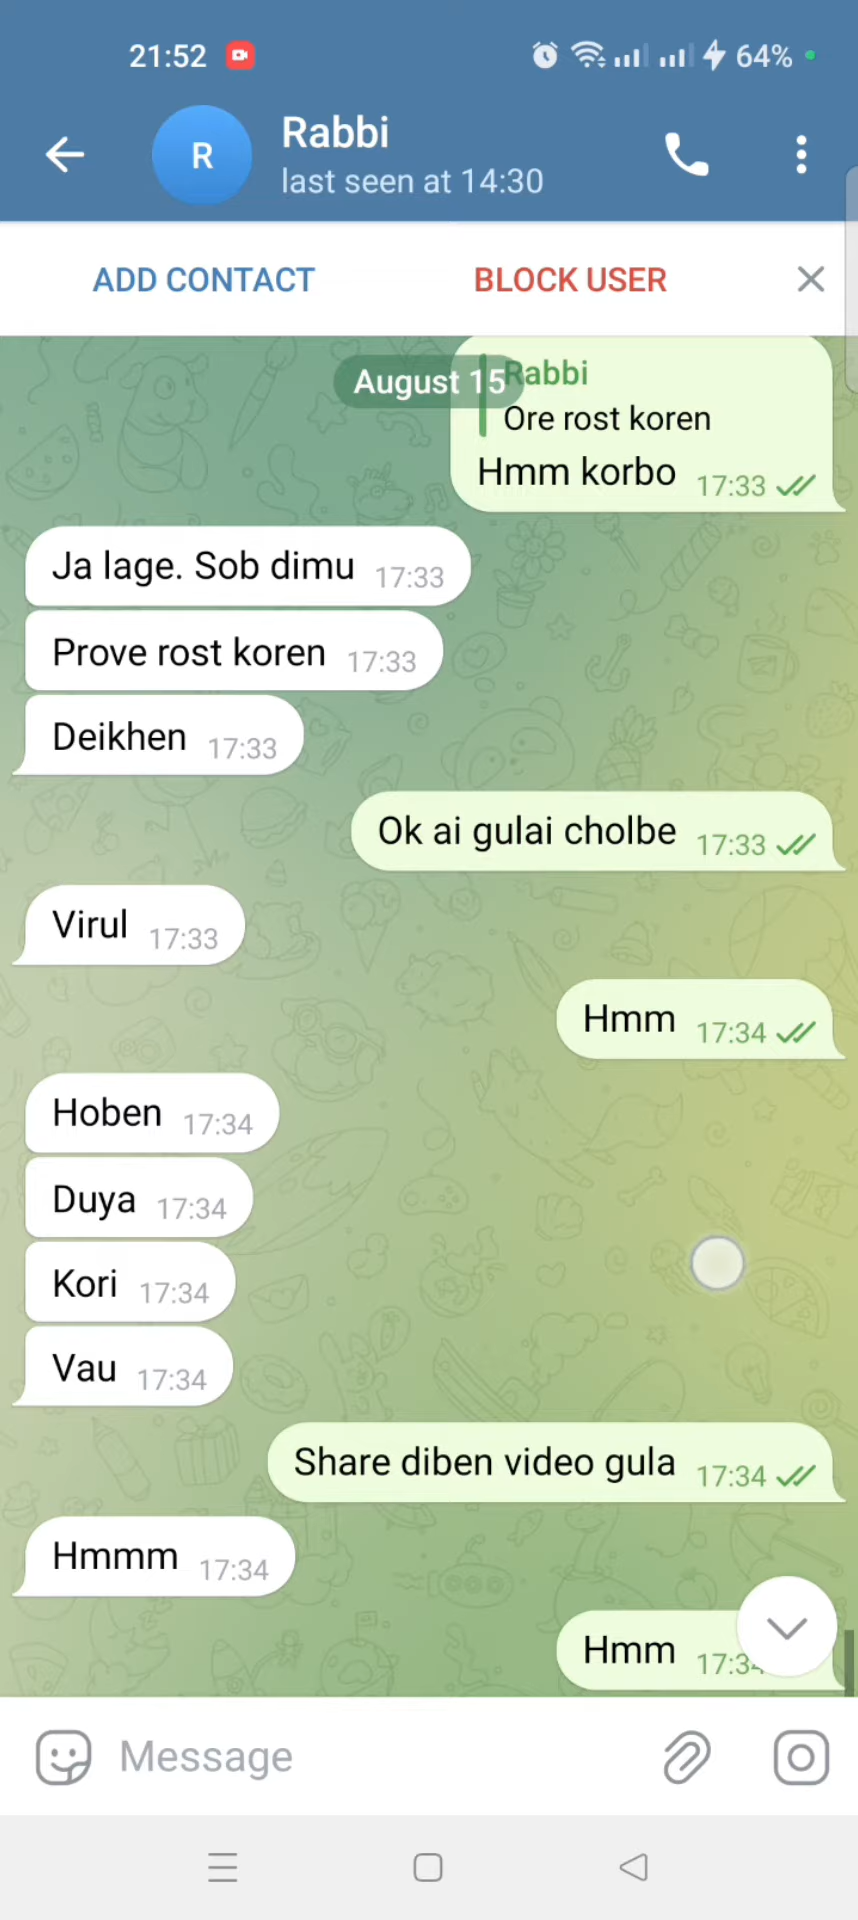 21:52
64%
R
Rabbi
last seen at 14:30
ADD CONTACT
BLOCK USER
August 15
Rabbi
Ore rost koren
Hmm korbo 17:33
Ja lage. Sob dimu 17:33
Prove rost koren 17:33
Deikhen 17:33
Ok ai gulai cholbe 17:33
Virul 17:33
Hmm 17:34
Hoben 17:34
Duya 17:34
Kori 17:34
Vau 17:34
Share diben video gula 17:34
Hmmm 17:34
Hmm 17:34
Message